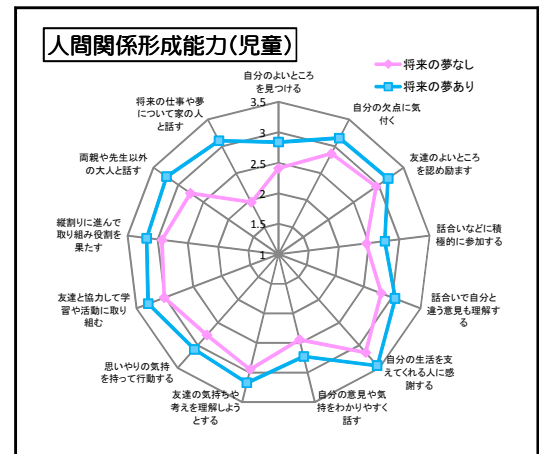 人間関係形成能力(児童)
将来の夢なし
将来の夢あり
自分のよいところ
を見つける
自分の欠点に気
付く
友達のよいところ
を認め励ます
話合いなどに積
極的に参加する
話合いで自分と
違う意見も理解す
る
自分の生活を支
えてくれる人に感
謝する
自分の意見や気
持をわかりやすく
話す
友達の気持ちや
考えを理解しよう
とする
思いやりの気持
を持って行動する
友達と協力して学
習や活動に取り
組む
縦割りに進んで
取り組み役割を
果たす
両親や先生以外
の大人と話す
将来の仕事や夢
について家の人
と話す
3.5
3
2.5
2
1.5
1